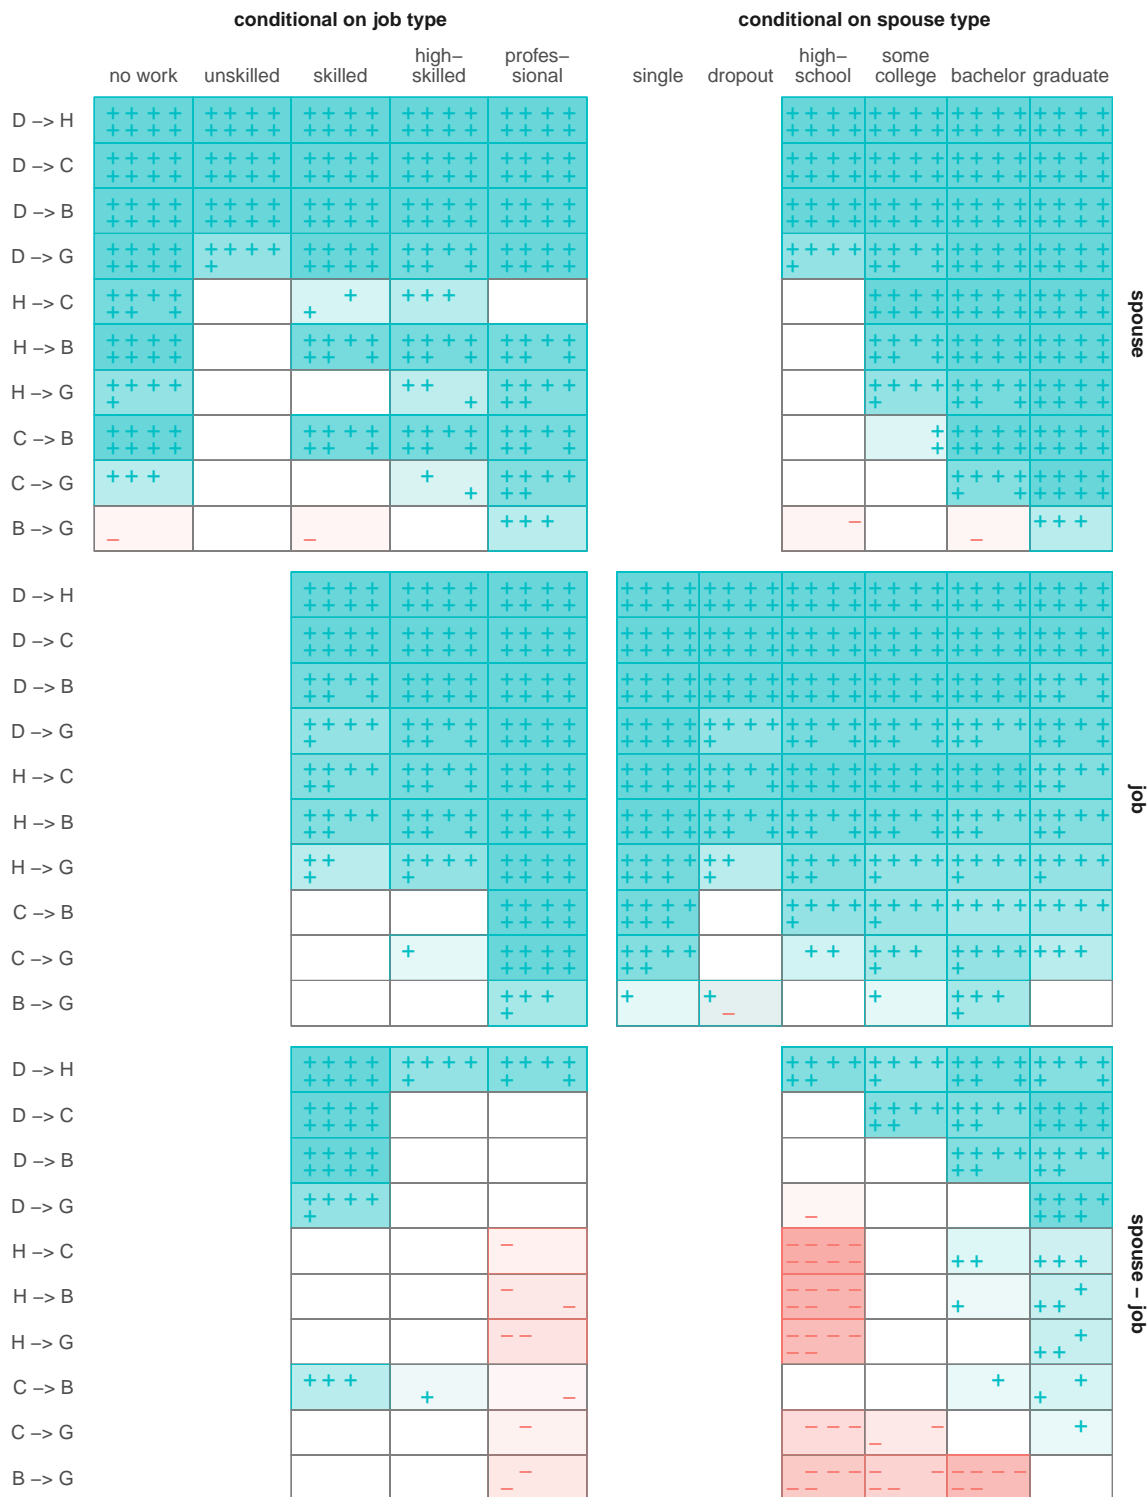 conditional on job type
conditional on spouse type
no work
unskilled
skilled
high–
skilled
profes–
sional
single
dropout
high–
school
some
college
bachelor
graduate
D –> H
D –> C
D –> B
D –> G
H –> C
H –> B
H –> G
C –> B
C –> G
B –> G
spouse
D –> H
D –> C
D –> B
D –> G
H –> C
H –> B
H –> G
C –> B
C –> G
B –> G
job
D –> H
D –> C
D –> B
D –> G
H –> C
H –> B
H –> G
C –> B
C –> G
B –> G
spouse – job